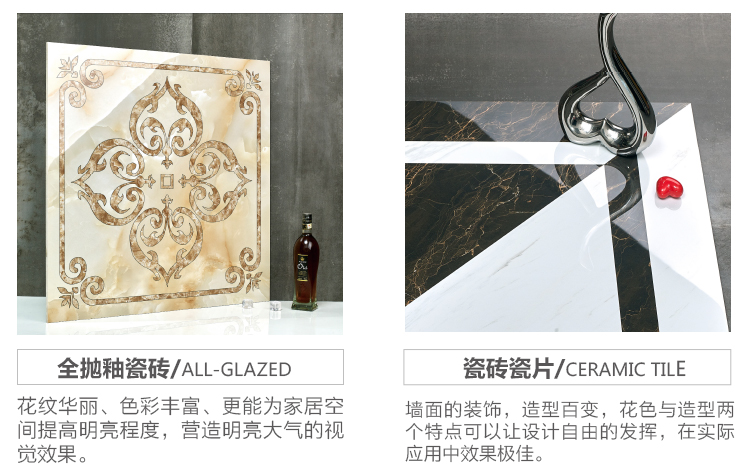 全抛釉瓷砖/ALL-GLAZED
花纹华丽、色彩丰富、更能为家居空
间提高明亮程度，营造明亮大气的视
觉效果。
瓷砖瓷片/CERAMIC TILE
墙面的装饰，造型百变，花色与造型两
个特点可以让设计自由的发挥，在实际
应用中效果极佳。